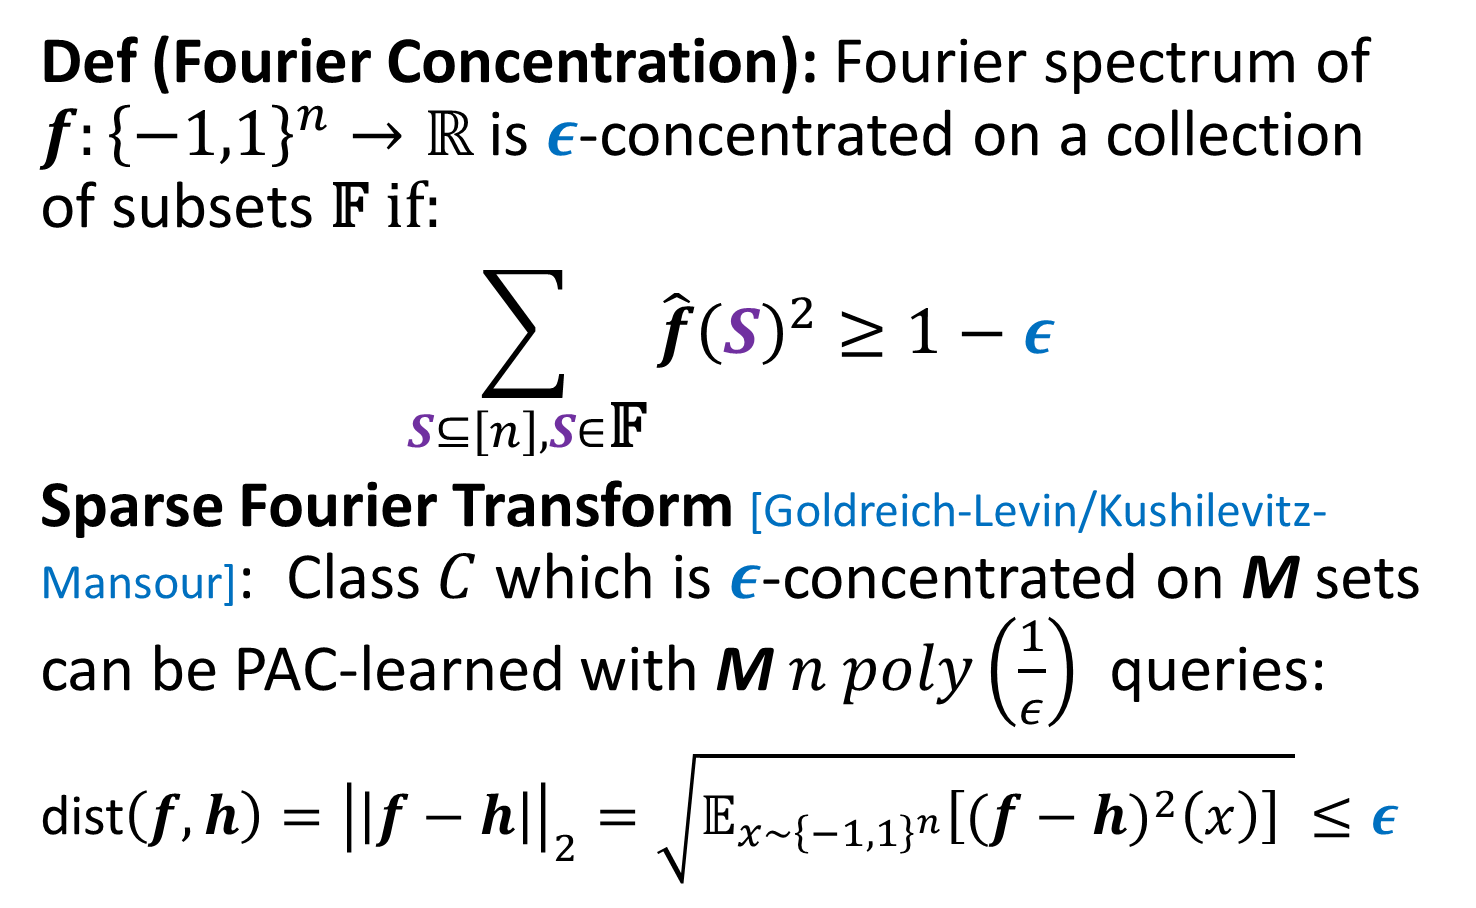 Def (Fourier Concentration): Fourier spectrum of
𝒇: {−1,1}ⁿ → ℝ is ϵ-concentrated on a collection
of subsets 𝔽 if:
∑ 𝒇̂(𝑺)² ≥ 1 − ϵ
𝑺⊆[𝑛],𝑺∈𝔽
Sparse Fourier Transform [Goldreich-Levin/Kushilevitz-
Mansour]: Class 𝐶 which is ϵ-concentrated on 𝑴 sets
can be PAC-learned with 𝑴 𝑛 𝑝𝑜𝑙𝑦 (1/ϵ) queries:
dist(𝒇, 𝒉) = ||𝒇 − 𝒉||₂ = √(𝔼ₓ∼{−1,1}ⁿ[(𝒇 − 𝒉)²(𝑥)]) ≤ ϵ